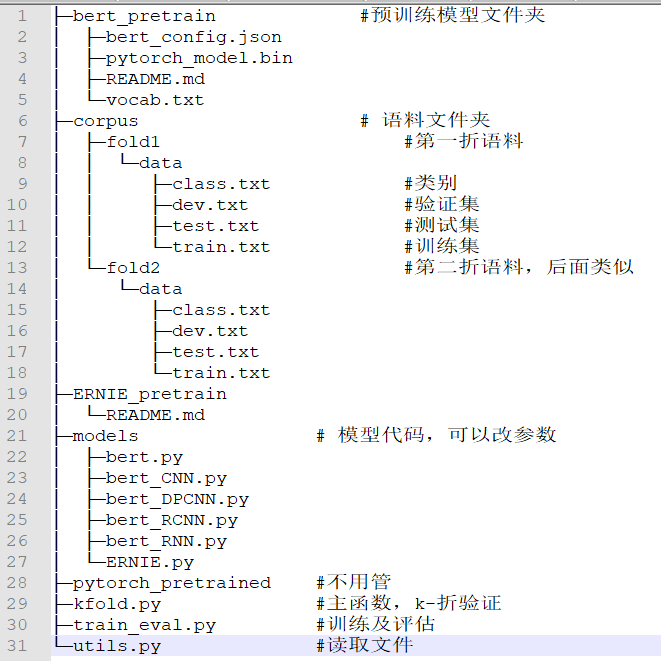 1 ├─bert_pretrain #预训练模型文件夹
2 │ ├─bert_config.json
3 │ ├─pytorch_model.bin
4 │ ├─README.md
5 │ └─vocab.txt
6 ├─corpus # 语料文件夹
7 │ ├─fold1 #第一折语料
8 │ │ └─data
9 │ │ ├─class.txt #类别
10 │ │ ├─dev.txt #验证集
11 │ │ ├─test.txt #测试集
12 │ │ └─train.txt #训练集
13 │ └─fold2 #第二折语料，后面类似
14 │ └─data
15 │ ├─class.txt
16 │ ├─dev.txt
17 │ ├─test.txt
18 │ └─train.txt
19 ├─ERNIE_pretrain
20 │ └─README.md
21 ├─models # 模型代码，可以改参数
22 │ ├─bert.py
23 │ ├─bert_CNN.py
24 │ ├─bert_DPCNN.py
25 │ ├─bert_RCNN.py
26 │ ├─bert_RNN.py
27 │ └─ERNIE.py
28 ├─pytorch_pretrained #不用管
29 ├─kfold.py #主函数，k-折验证
30 ├─train_eval.py #训练及评估
31 └─utils.py #读取文件